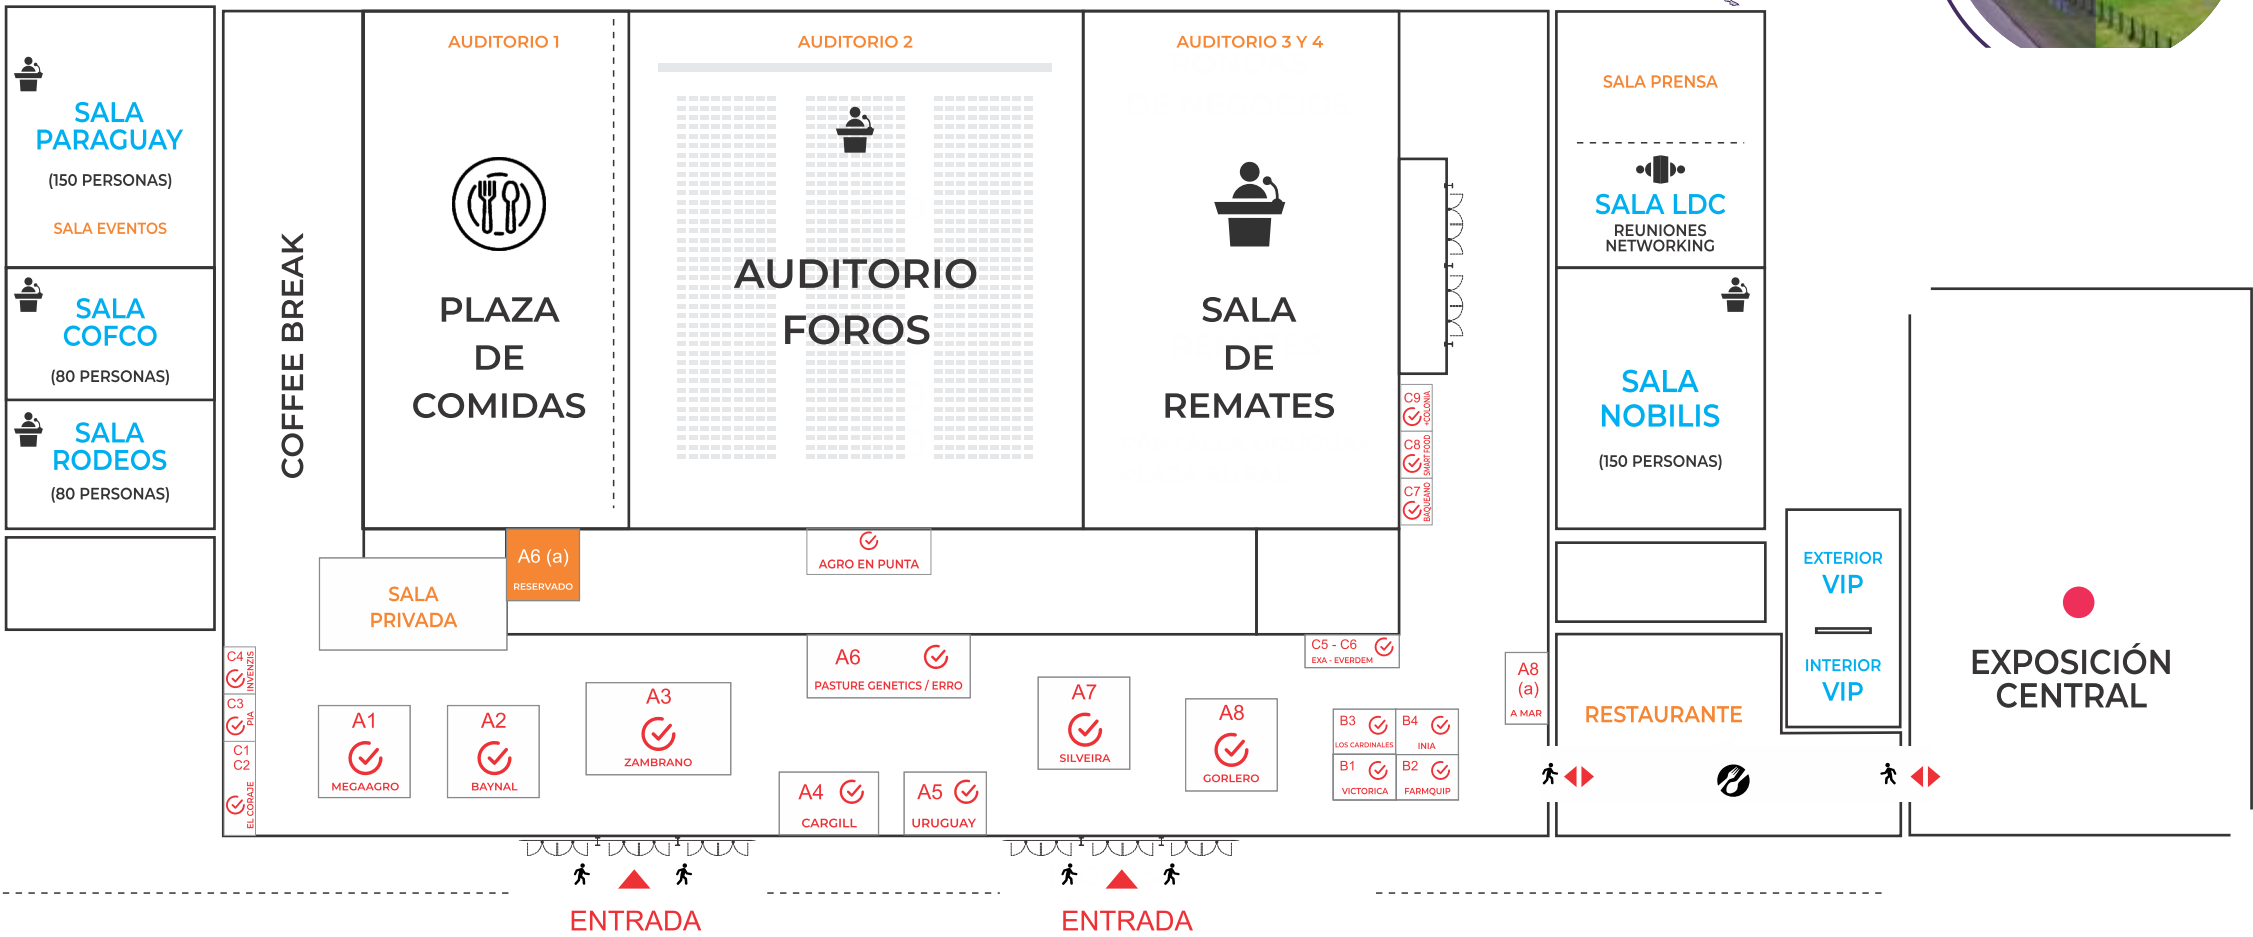 SALA
PARAGUAY
(150 PERSONAS)
SALA EVENTOS
SALA
COFCO
(80 PERSONAS)
SALA
RODEOS
(80 PERSONAS)
COFFEE BREAK
AUDITORIO 1
PLAZA
DE
COMIDAS
AUDITORIO 2
AUDITORIO
FOROS
AUDITORIO 3 Y 4
SALA
DE
REMATES
C9
+COLONIA
C8
SMART FOOD
C7
BAQUEANO
SALA PRENSA
SALA LDC
REUNIONES
NETWORKING
SALA
NOBILIS
(150 PERSONAS)
EXTERIOR
VIP
INTERIOR
VIP
EXPOSICIÓN
CENTRAL
RESTAURANTE
SALA
PRIVADA
A6 (a)
RESERVADO
AGRO EN PUNTA
A6
PASTURE GENETICS / ERRO
C5 - C6
EXA - EVERDEM
A8
(a)
A MAR
C4
INVENZIS
C3
PIA
C1
C2
EL CORAJE
A1
MEGAAGRO
A2
BAYNAL
A3
ZAMBRANO
A4
CARGILL
A5
URUGUAY
A7
SILVEIRA
A8
GORLERO
B3
LOS CARDINALES
B4
INIA
B1
VICTORICA
B2
FARMQUIP
ENTRADA
ENTRADA